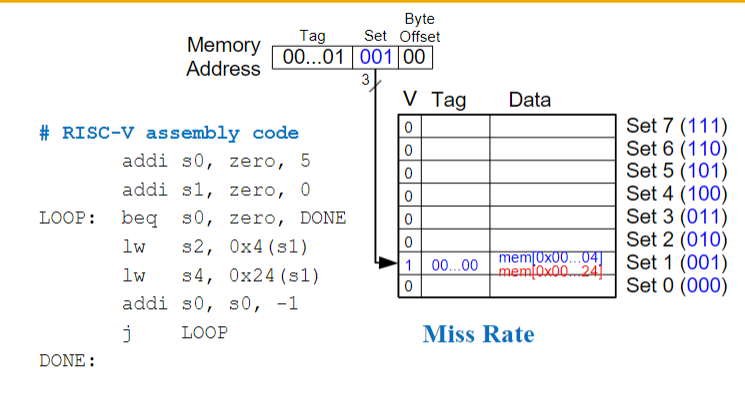 Byte
Tag Set Offset
Memory Address
00...01 001 00
3
V Tag Data
# RISC-V assembly code
addi s0, zero, 5
addi s1, zero, 0
LOOP: beq s0, zero, DONE
lw s2, 0x4(s1)
lw s4, 0x24(s1)
addi s0, s0, -1
j LOOP
DONE:
0 Set 7 (111)
0 Set 6 (110)
0 Set 5 (101)
0 Set 4 (100)
0 Set 3 (011)
0 Set 2 (010)
1 00...00 mem[0x00...04] Set 1 (001)
mem[0x00...24]
0 Set 0 (000)
Miss Rate